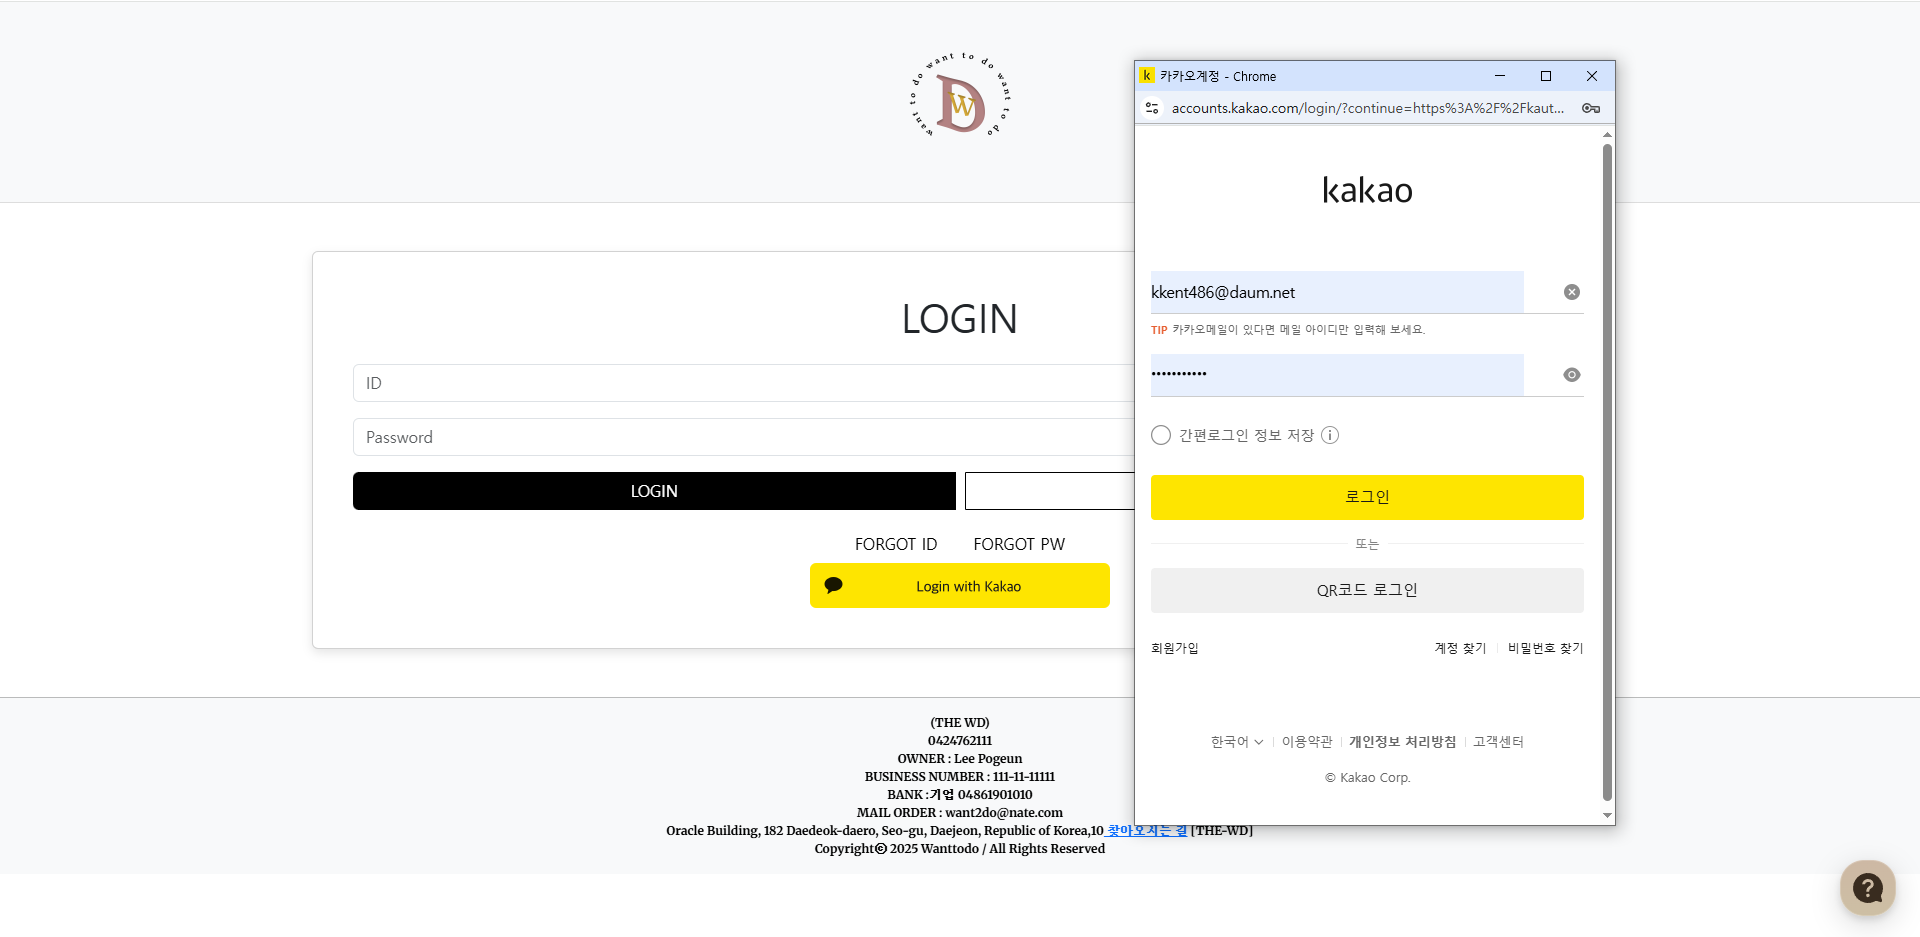 want to do want to do want to do
D
W
LOGIN
ID
Password
LOGIN
FORGOT ID FORGOT PW
Login with Kakao
(THE WD)
0424762111
OWNER : Lee Pogeun
BUSINESS NUMBER : 111-11-11111
BANK :기업 04861901010
MAIL ORDER : want2do@nate.com
Oracle Building, 182 Daedeok-daero, Seo-gu, Daejeon, Republic of Korea,10 찾아오시는 길 [THE-WD]
Copyright© 2025 Wanttodo / All Rights Reserved
k 카카오계정 - Chrome
accounts.kakao.com/login/?continue=https%3A%2F%2Fkaut...
kakao
kkent486@daum.net
TIP 카카오메일이 있다면 메일 아이디만 입력해 보세요.
•••••••••••
간편로그인 정보 저장
로그인
또는
QR코드 로그인
회원가입 계정 찾기 비밀번호 찾기
한국어 이용약관 개인정보 처리방침 고객센터
© Kakao Corp.
?